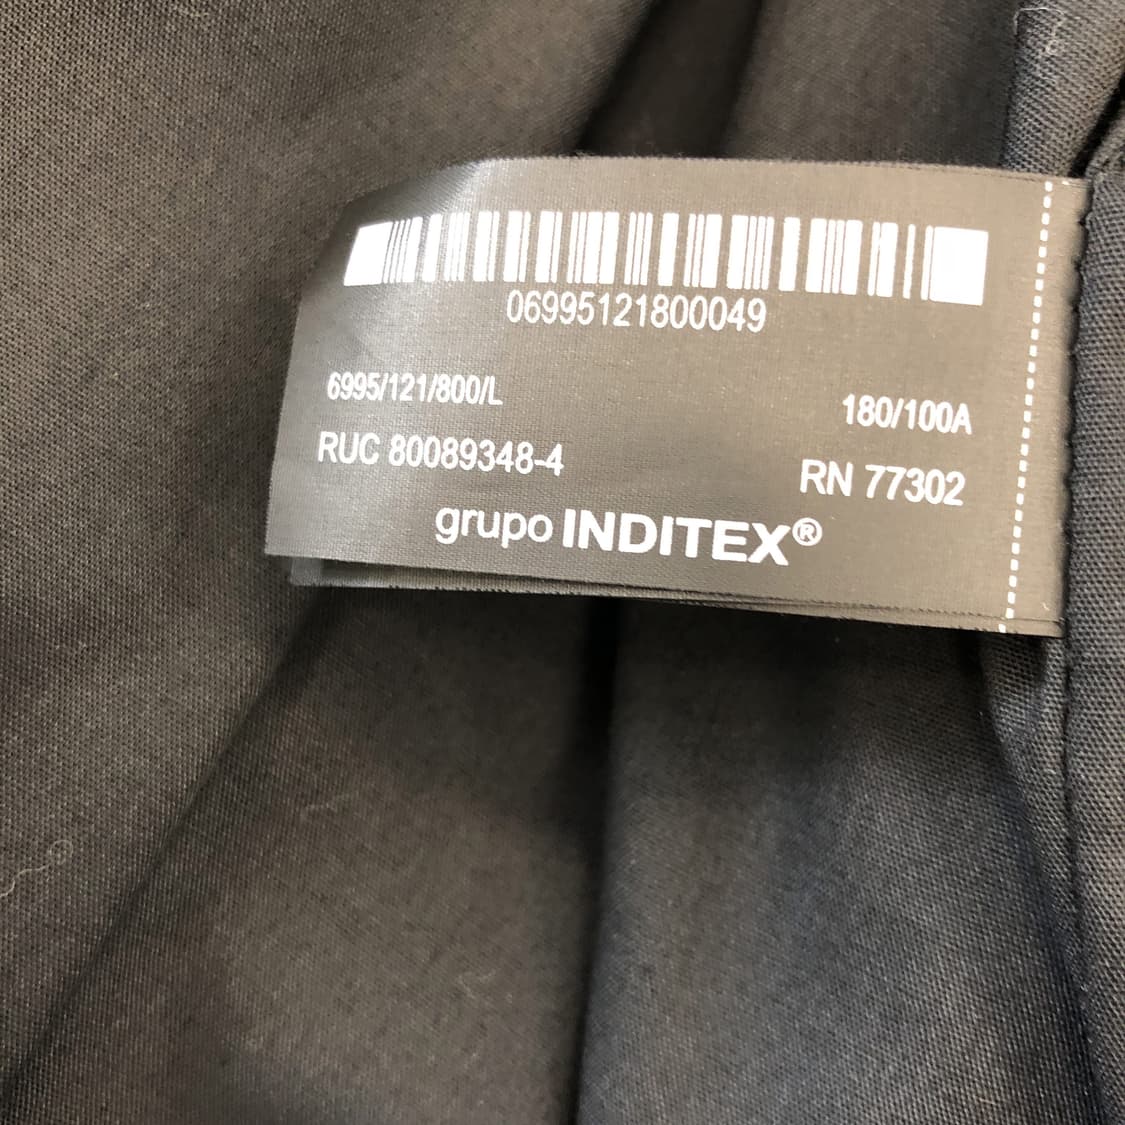 06995121800049
6995/121/800/L 180/100A
RUC 80089348-4 RN 77302
grupo INDITEX®